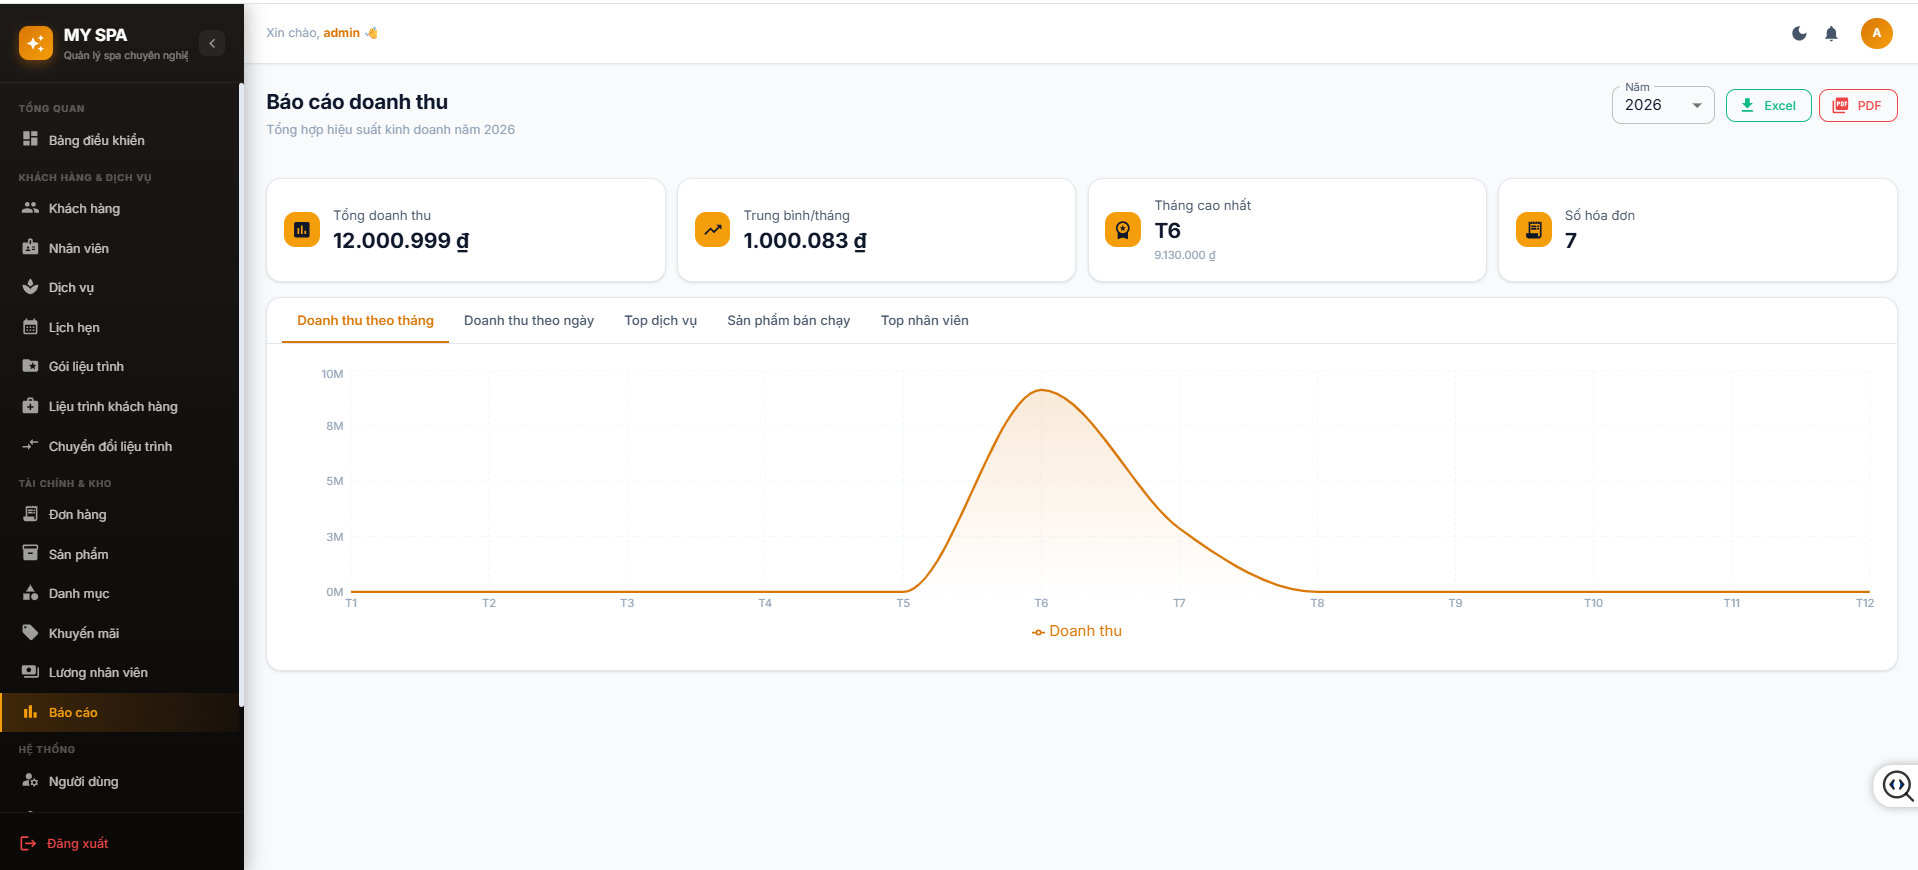 MY SPA
Quản lý spa chuyên nghiệ
TỔNG QUAN
Bảng điều khiển
KHÁCH HÀNG & DỊCH VỤ
Khách hàng
Nhân viên
Dịch vụ
Lịch hẹn
Gói liệu trình
Liệu trình khách hàng
Chuyển đổi liệu trình
TÀI CHÍNH & KHO
Đơn hàng
Sản phẩm
Danh mục
Khuyến mãi
Lương nhân viên
Báo cáo
HỆ THỐNG
Người dùng
Đăng xuất
Xin chào, admin 👋
A
Báo cáo doanh thu
Tổng hợp hiệu suất kinh doanh năm 2026
Năm
2026
Excel
PDF
PDF
Tổng doanh thu
12.000.999 ₫
Trung bình/tháng
1.000.083 ₫
Tháng cao nhất
T6
9.130.000 ₫
Số hóa đơn
7
Doanh thu theo tháng
Doanh thu theo ngày
Top dịch vụ
Sản phẩm bán chạy
Top nhân viên
10M
8M
5M
3M
0M
T1 T2 T3 T4 T5 T6 T7 T8 T9 T10 T11 T12
Doanh thu